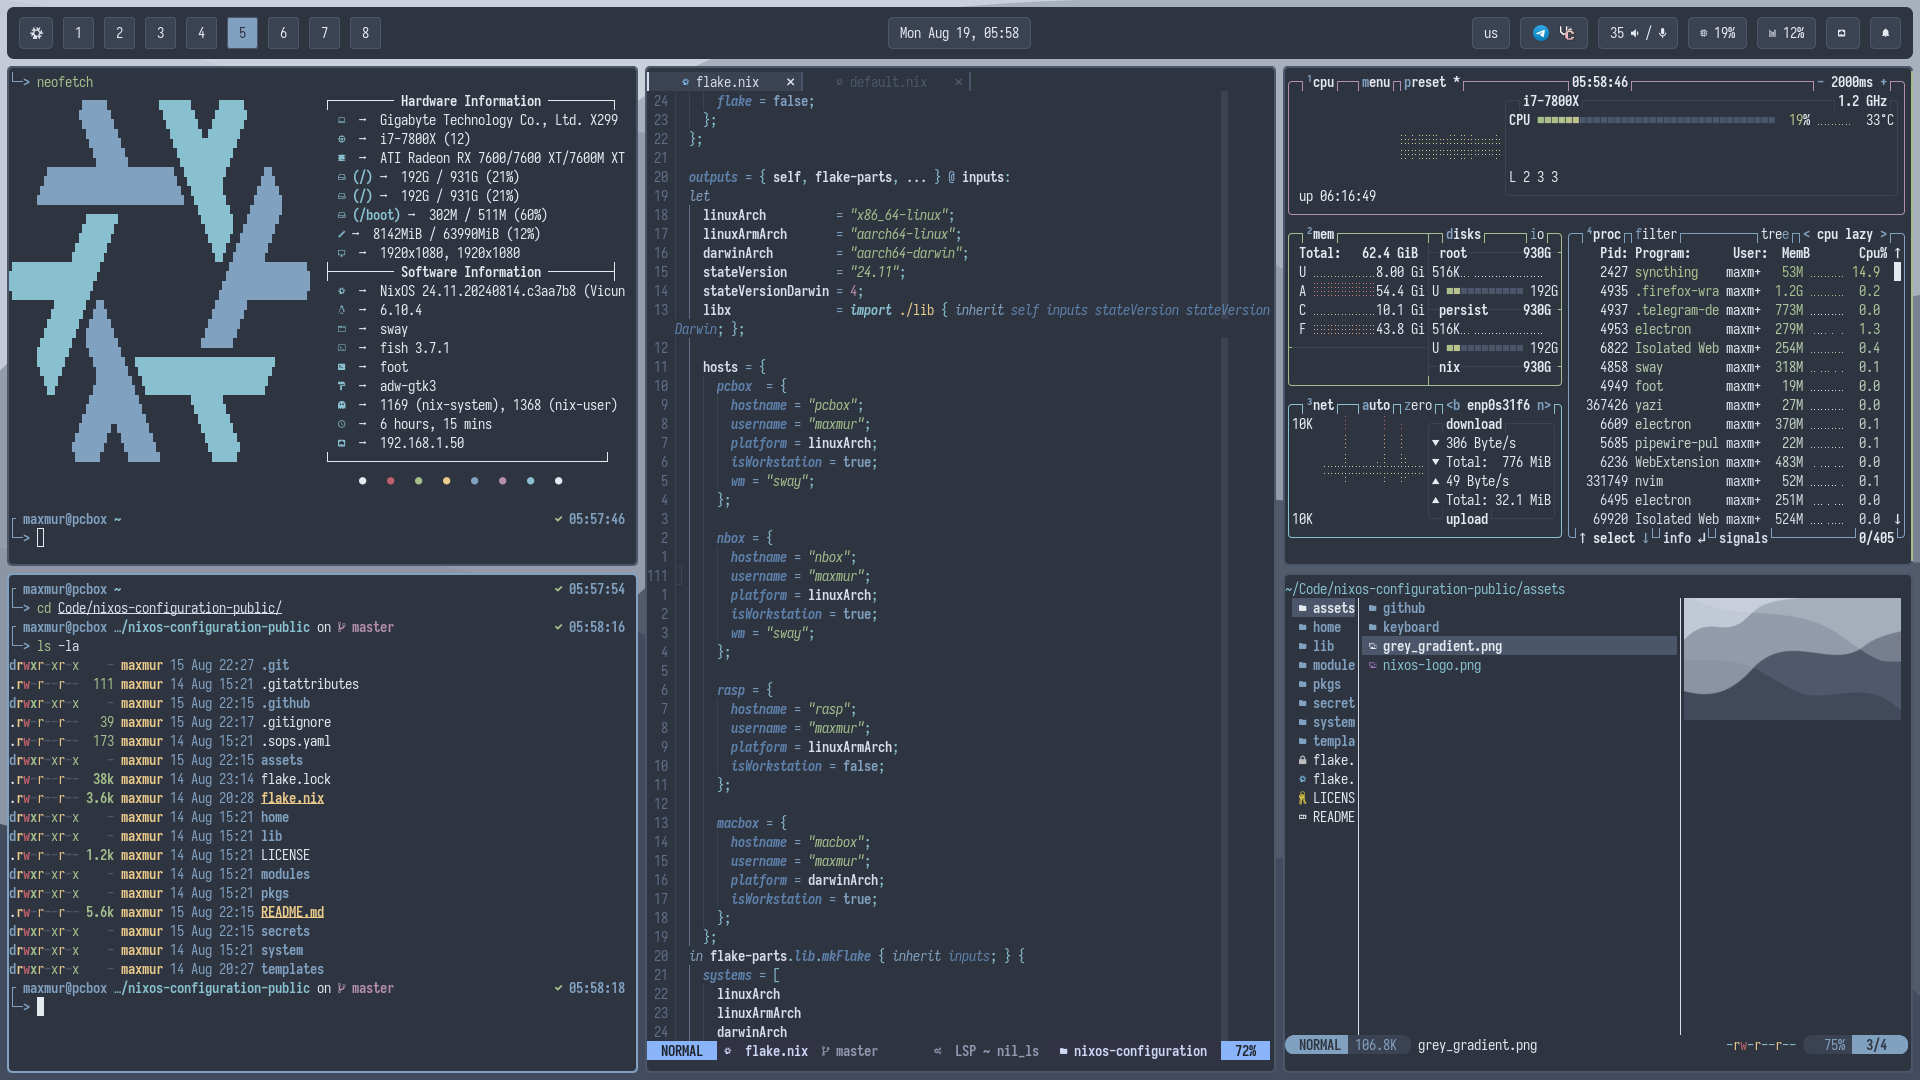 1 2 3 4 5 6 7 8
Mon Aug 19, 05:58
us
35 /
19%
12%
└─> neofetch
Hardware Information
→ Gigabyte Technology Co., Ltd. X299
→ i7-7800X (12)
→ ATI Radeon RX 7600/7600 XT/7600M XT
(/) → 192G / 931G (21%)
(/) → 192G / 931G (21%)
(/boot) → 302M / 511M (60%)
→ 8142MiB / 63990MiB (12%)
→ 1920x1080, 1920x1080
Software Information
→ NixOS 24.11.20240814.c3aa7b8 (Vicun
→ 6.10.4
→ sway
→ fish 3.7.1
→ foot
→ adw-gtk3
→ 1169 (nix-system), 1368 (nix-user)
→ 6 hours, 15 mins
→ 192.168.1.50
maxmur@pcbox ~ ✓ 05:57:46
└─>
maxmur@pcbox ~ ✓ 05:57:54
└─> cd Code/nixos-configuration-public/
maxmur@pcbox …/nixos-configuration-public on master ✓ 05:58:16
└─> ls -la
drwxr-xr-x - maxmur 15 Aug 22:27 .git
.rw-r--r-- 111 maxmur 14 Aug 15:21 .gitattributes
drwxr-xr-x - maxmur 15 Aug 22:15 .github
.rw-r--r-- 39 maxmur 15 Aug 22:17 .gitignore
.rw-r--r-- 173 maxmur 14 Aug 15:21 .sops.yaml
drwxr-xr-x - maxmur 15 Aug 22:15 assets
.rw-r--r-- 38k maxmur 14 Aug 23:14 flake.lock
.rw-r--r-- 3.6k maxmur 14 Aug 20:28 flake.nix
drwxr-xr-x - maxmur 14 Aug 15:21 home
drwxr-xr-x - maxmur 14 Aug 15:21 lib
.rw-r--r-- 1.2k maxmur 14 Aug 15:21 LICENSE
drwxr-xr-x - maxmur 14 Aug 15:21 modules
drwxr-xr-x - maxmur 14 Aug 15:21 pkgs
.rw-r--r-- 5.6k maxmur 15 Aug 22:15 README.md
drwxr-xr-x - maxmur 15 Aug 22:15 secrets
drwxr-xr-x - maxmur 14 Aug 15:21 system
drwxr-xr-x - maxmur 14 Aug 20:27 templates
maxmur@pcbox …/nixos-configuration-public on master ✓ 05:58:18
└─>
flake.nix × default.nix ×
24 flake = false;
23 };
22 };
21
20 outputs = { self, flake-parts, ... } @ inputs:
19 let
18 linuxArch = "x86_64-linux";
17 linuxArmArch = "aarch64-linux";
16 darwinArch = "aarch64-darwin";
15 stateVersion = "24.11";
14 stateVersionDarwin = 4;
13 libx = import ./lib { inherit self inputs stateVersion stateVersion
Darwin; };
12
11 hosts = {
10 pcbox = {
9 hostname = "pcbox";
8 username = "maxmur";
7 platform = linuxArch;
6 isWorkstation = true;
5 wm = "sway";
4 };
3
2 nbox = {
1 hostname = "nbox";
111 username = "maxmur";
1 platform = linuxArch;
2 isWorkstation = true;
3 wm = "sway";
4 };
5
6 rasp = {
7 hostname = "rasp";
8 username = "maxmur";
9 platform = linuxArmArch;
10 isWorkstation = false;
11 };
12
13 macbox = {
14 hostname = "macbox";
15 username = "maxmur";
16 platform = darwinArch;
17 isWorkstation = true;
18 };
19 };
20 in flake-parts.lib.mkFlake { inherit inputs; } {
21 systems = [
22 linuxArch
23 linuxArmArch
24 darwinArch
NORMAL flake.nix master LSP ~ nil_ls nixos-configuration 72%
¹cpu menu preset * 05:58:46 - 2000ms +
i7-7800X 1.2 GHz
CPU 19% 33°C
L 2 3 3
up 06:16:49
²mem disks io
Total: 62.4 GiB root 930G
U 8.00 Gi 516K
A 54.4 Gi U 192G
C 10.1 Gi persist 930G
F 43.8 Gi 516K
U 192G
nix 930G
³net auto zero <b enp0s31f6 n>
10K download
▼ 306 Byte/s
▼ Total: 776 MiB
▲ 49 Byte/s
▲ Total: 32.1 MiB
10K upload
⁴proc filter tree < cpu lazy >
Pid: Program: User: MemB Cpu% ↑
2427 syncthing maxm+ 53M 14.9
4935 .firefox-wra maxm+ 1.2G 0.2
4937 .telegram-de maxm+ 773M 0.0
4953 electron maxm+ 279M 1.3
6822 Isolated Web maxm+ 254M 0.4
4858 sway maxm+ 318M 0.1
4949 foot maxm+ 19M 0.0
367426 yazi maxm+ 27M 0.0
6609 electron maxm+ 370M 0.1
5685 pipewire-pul maxm+ 22M 0.1
6236 WebExtension maxm+ 483M 0.1
331749 nvim maxm+ 52M 0.1
6495 electron maxm+ 251M 0.0
69920 Isolated Web maxm+ 524M 0.0 ↓
↑ select ↓ info ↲ signals 0/405
~/Code/nixos-configuration-public/assets
assets github
home keyboard
lib grey_gradient.png
module nixos-logo.png
pkgs
secret
system
templa
flake.
flake.
LICENS
README
NORMAL 106.8K grey_gradient.png -rw-r--r-- 75% 3/4